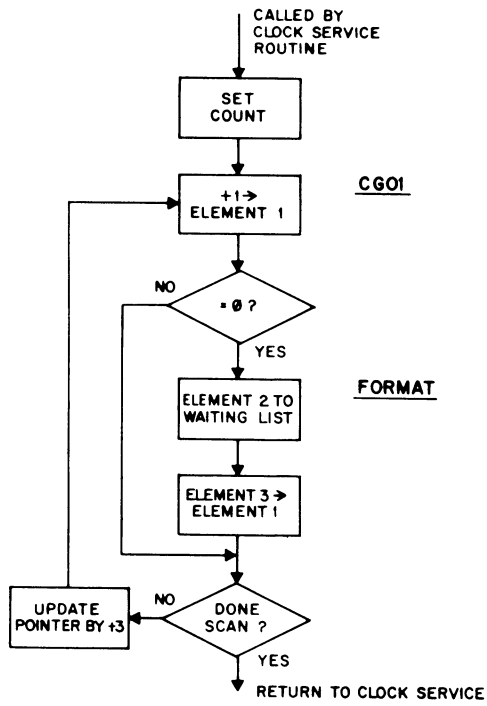 CALLED BY
CLOCK SERVICE
ROUTINE
SET
COUNT
+1→
ELEMENT 1
CG01
NO
= Ø ?
YES
ELEMENT 2 TO
WAITING LIST
FORMAT
ELEMENT 3 →
ELEMENT 1
NO
DONE
SCAN ?
UPDATE
POINTER BY +3
YES
RETURN TO CLOCK SERVICE